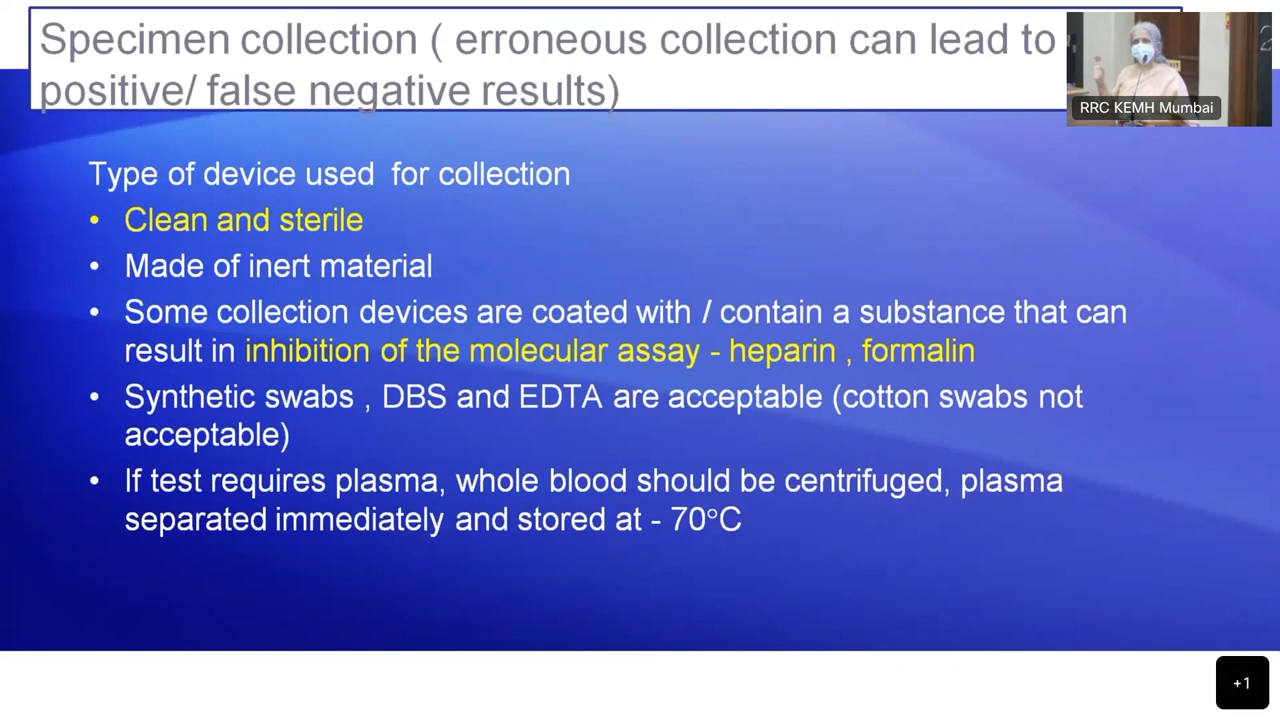 Specimen collection ( erroneous collection can lead to
positive/ false negative results)
RRC KEMH Mumbai
Type of device used for collection
• Clean and sterile
• Made of inert material
• Some collection devices are coated with / contain a substance that can
result in inhibition of the molecular assay - heparin , formalin
• Synthetic swabs , DBS and EDTA are acceptable (cotton swabs not
acceptable)
• If test requires plasma, whole blood should be centrifuged, plasma
separated immediately and stored at - 70°C
+1